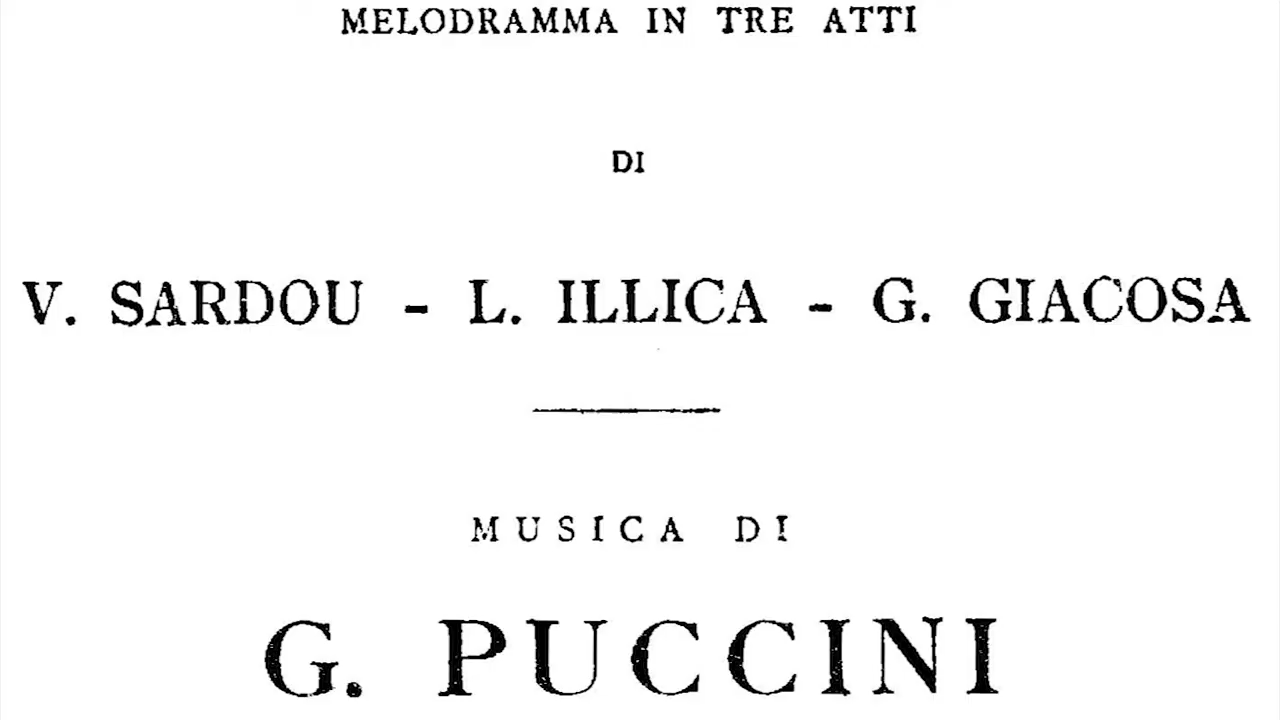 MELODRAMMA IN TRE ATTI
DI
V. SARDOU - L. ILLICA - G. GIACOSA
MUSICA DI
G. PUCCINI